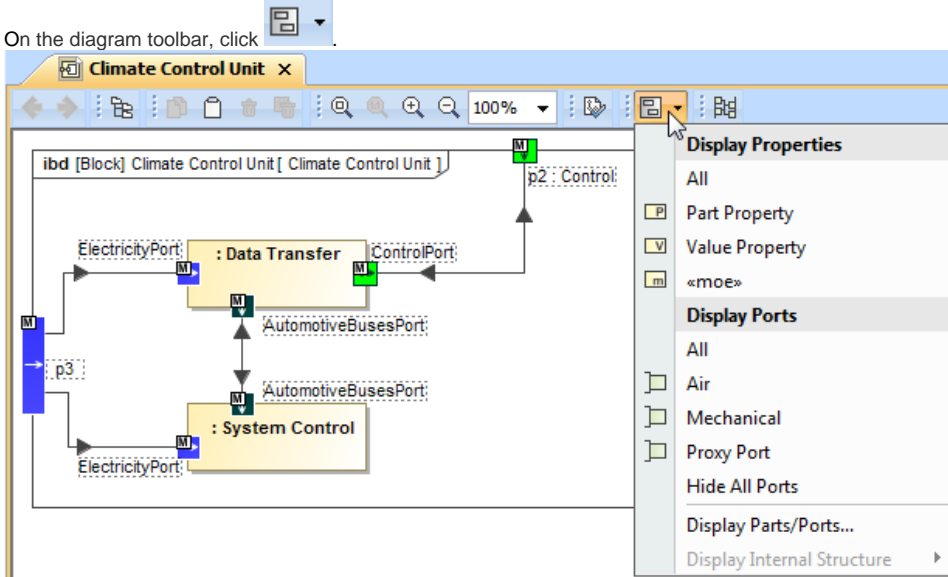 On the diagram toolbar, click .
Climate Control Unit
100%
ibd [Block] Climate Control Unit [ Climate Control Unit ]
M
p2 : Control
ElectricityPort
: Data Transfer
ControlPort
M
M
M
AutomotiveBusesPort
M
p3 :
AutomotiveBusesPort
M
: System Control
M
ElectricityPort
Display Properties
All
P Part Property
V Value Property
m «moe»
Display Ports
All
Air
Mechanical
Proxy Port
Hide All Ports
Display Parts/Ports...
Display Internal Structure